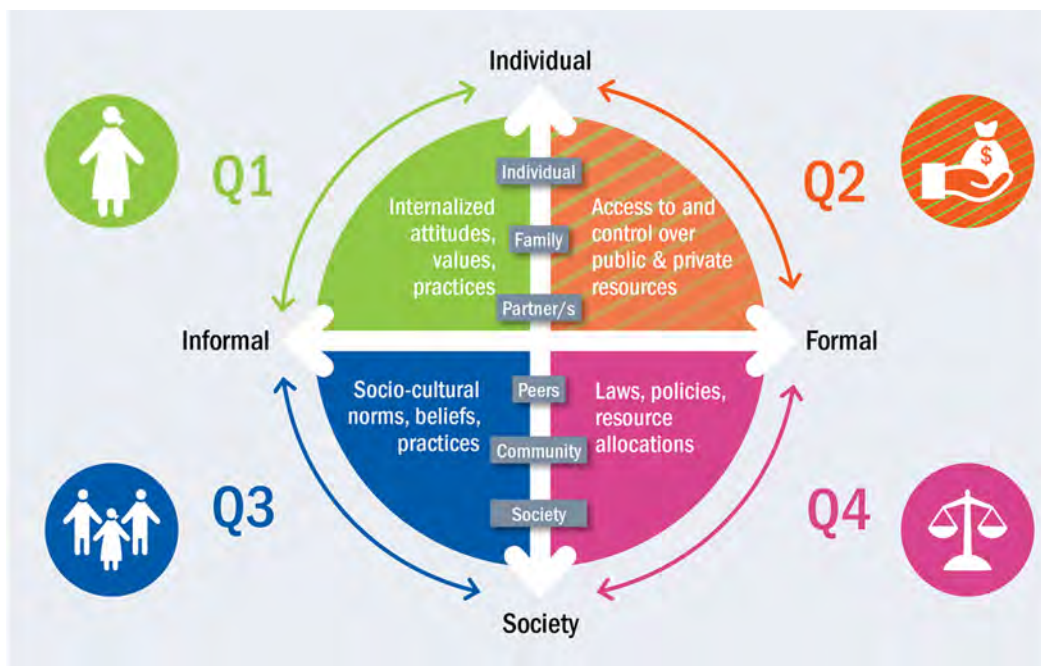 Individual
Q1
Q2
$
Individual
Internalized
attitudes,
values,
practices
Family
Access to and
control over
public & private
resources
Partner/s
Informal
Formal
Socio-cultural
norms, beliefs,
practices
Peers
Laws, policies,
resource
allocations
Community
Society
Q3
Q4
Society